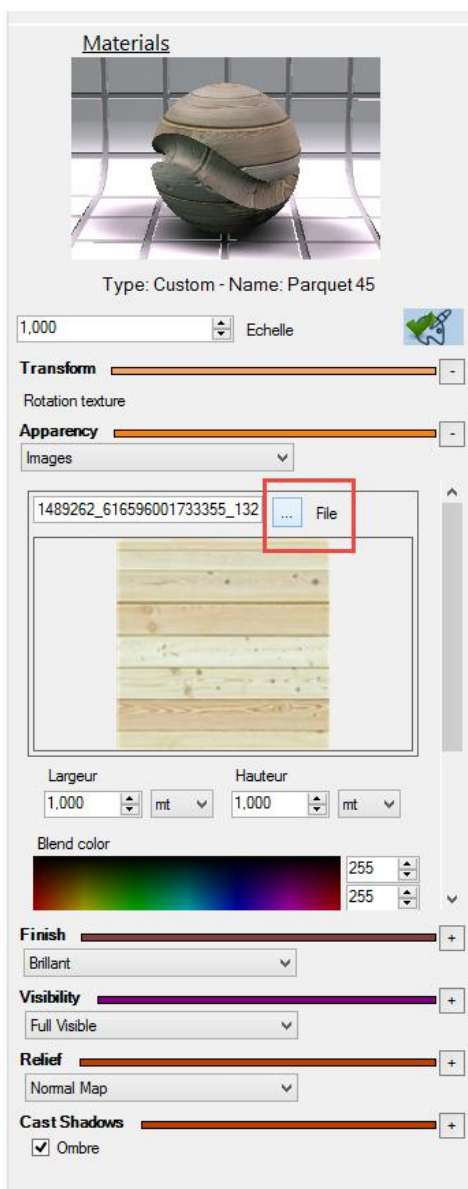 Materials
Type: Custom - Name: Parquet 45
1,000 Echelle
Transform -
Rotation texture
Apparency -
Images
1489262_616596001733355_132 ... File
Largeur Hauteur
1,000 mt 1,000 mt
Blend color
255
255
Finish +
Brillant
Visibility +
Full Visible
Relief +
Normal Map
Cast Shadows +
Ombre